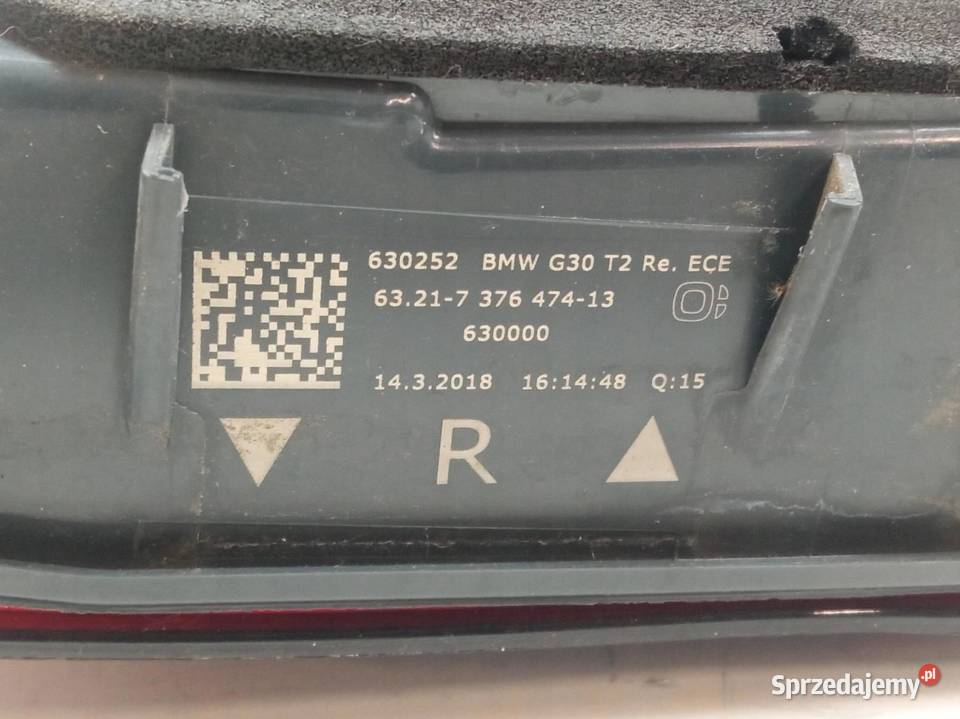 630252 BMW G30 T2 Re. ECE
63.21-7 376 474-13
630000
14.3.2018 16:14:48 Q:15
R
Sprzedajemy.pl